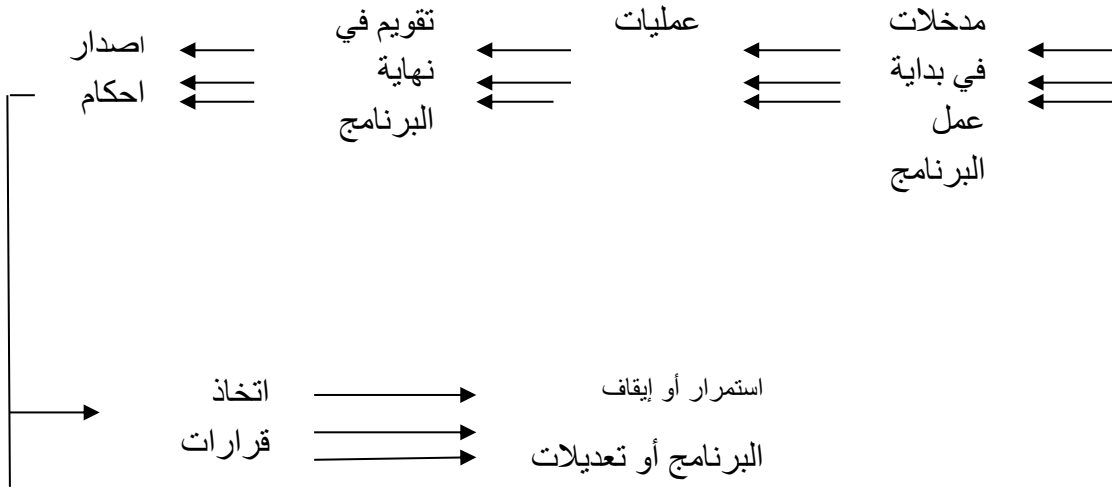 مدخلات
في بداية
عمل
البرنامج
عمليات
تقويم في
نهاية
البرنامج
اصدار
احكام
اتخاذ
قرارات
استمرار أو إيقاف
البرنامج أو تعديلات